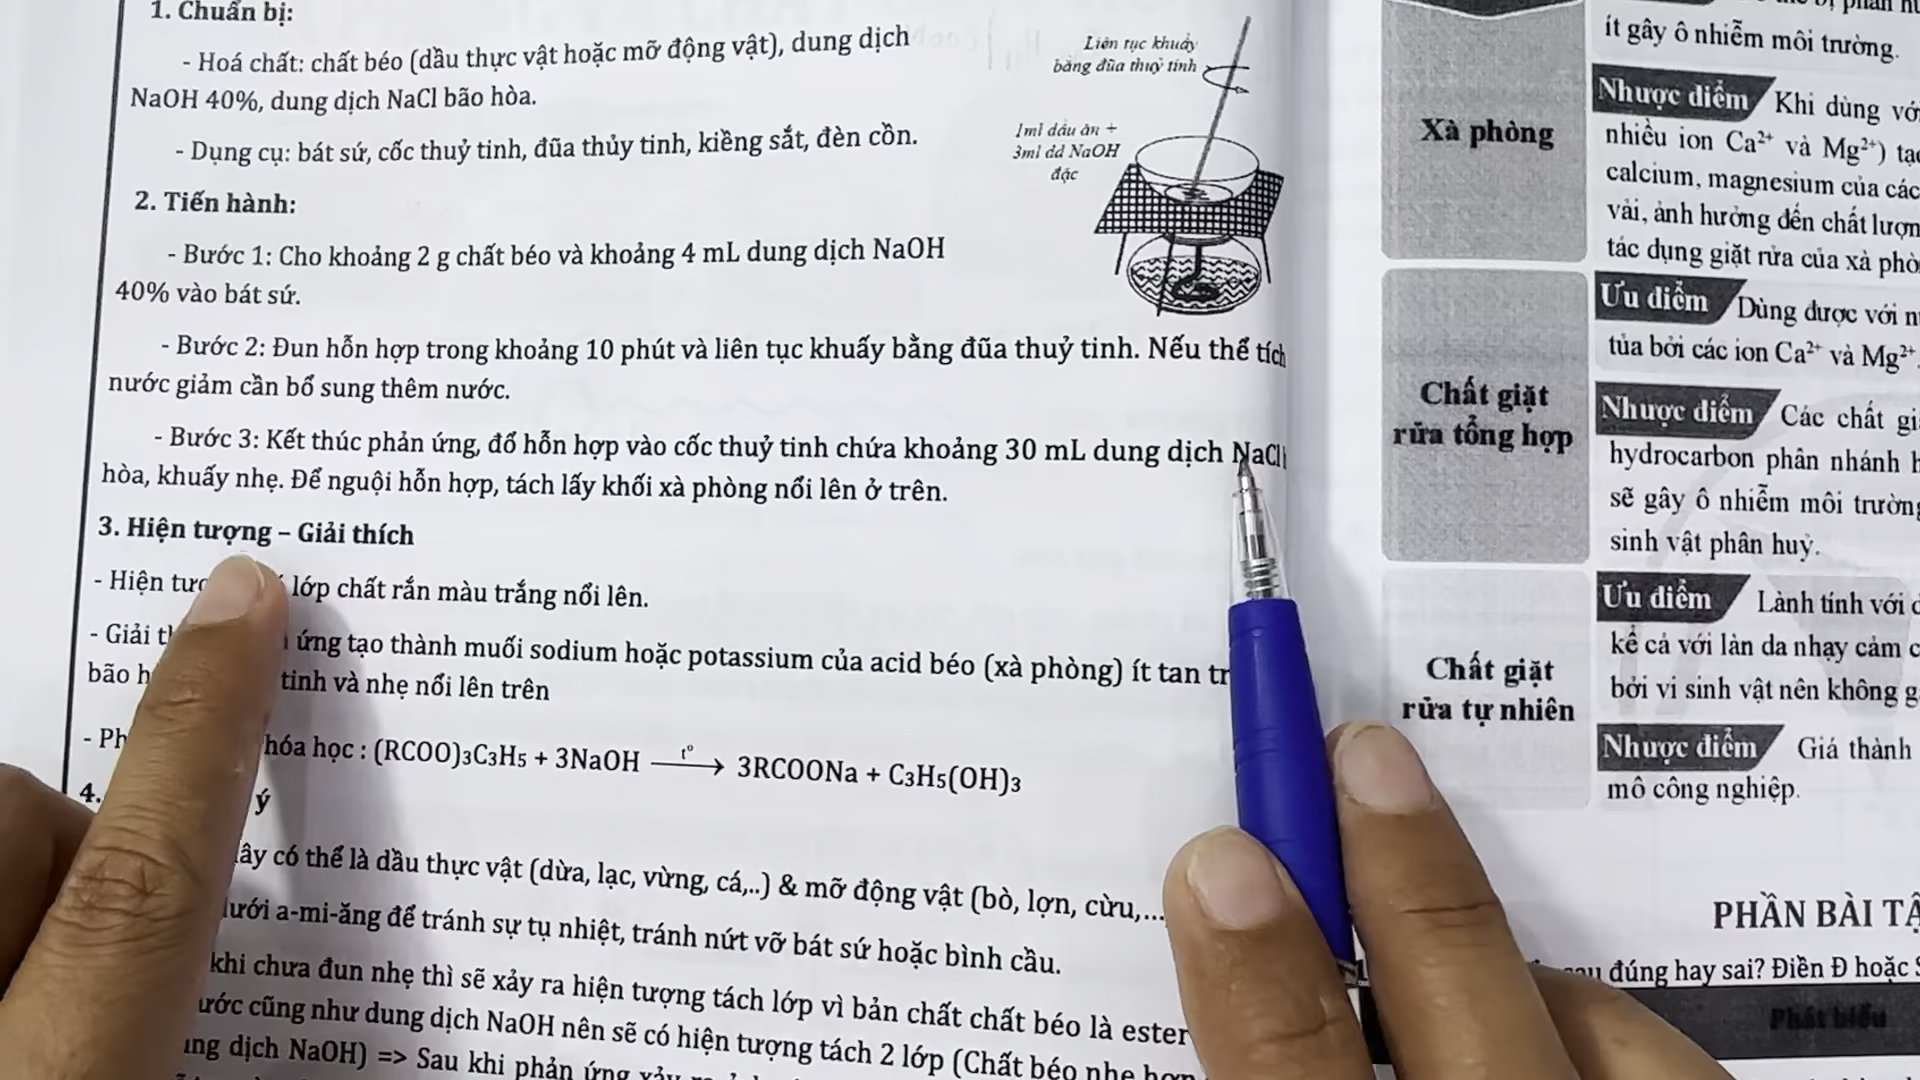 1. Chuẩn bị:
- Hoá chất: chất béo (dầu thực vật hoặc mỡ động vật), dung dịch
NaOH 40%, dung dịch NaCl bão hòa.
- Dụng cụ: bát sứ, cốc thuỷ tinh, đũa thủy tinh, kiềng sắt, đèn cồn.
Liên tục khuấy
bằng đũa thuỷ tinh
1ml dầu ăn +
3ml dd NaOH
đặc
2. Tiến hành:
- Bước 1: Cho khoảng 2 g chất béo và khoảng 4 mL dung dịch NaOH
40% vào bát sứ.
- Bước 2: Đun hỗn hợp trong khoảng 10 phút và liên tục khuấy bằng đũa thuỷ tinh. Nếu thể tích
nước giảm cần bổ sung thêm nước.
- Bước 3: Kết thúc phản ứng, đổ hỗn hợp vào cốc thuỷ tinh chứa khoảng 30 mL dung dịch NaCl
hòa, khuấy nhẹ. Để nguội hỗn hợp, tách lấy khối xà phòng nổi lên ở trên.
3. Hiện tượng – Giải thích
- Hiện lớp chất rắn màu trắng nổi lên.
- Giải ứng tạo thành muối sodium hoặc potassium của acid béo (xà phòng) ít tan
bão tinh và nhẹ nổi lên trên
- hóa học : (RCOO)₃C₃H₅ + 3NaOH —t°→ 3RCOONa + C₃H₅(OH)₃
4. ý
có thể là dầu thực vật (dừa, lạc, vừng, cá,..) & mỡ động vật (bò, lợn, cừu,...
lưới a-mi-ăng để tránh sự tụ nhiệt, tránh nứt vỡ bát sứ hoặc bình cầu.
khi chưa đun nhẹ thì sẽ xảy ra hiện tượng tách lớp vì bản chất chất béo là ester
cũng như dung dịch NaOH nên sẽ có hiện tượng tách 2 lớp (Chất béo nhẹ hơn
dịch NaOH) => Sau khi phản ứng xảy
ít gây ô nhiễm môi trường.
Xà phòng
Nhược điểm Khi dùng
nhiều ion Ca²⁺ và Mg²⁺)
calcium, magnesium của các
vải, ảnh hưởng đến chất
tác dụng giặt rửa của xà
Chất giặt
rửa tổng hợp
Ưu điểm Dùng được với
tủa bởi các ion Ca²⁺ và Mg²⁺
Nhược điểm Các chất
hydrocarbon phân nhánh
sẽ gây ô nhiễm môi
sinh vật phân huỷ.
Chất giặt
rửa tự nhiên
Ưu điểm Lành tính với
kể cả với làn da nhạy cảm
bởi vi sinh vật nên không
Nhược điểm Giá thành
mô công nghiệp.
PHẦN BÀI
đúng hay sai? Điền Đ hoặc S
Phát biểu